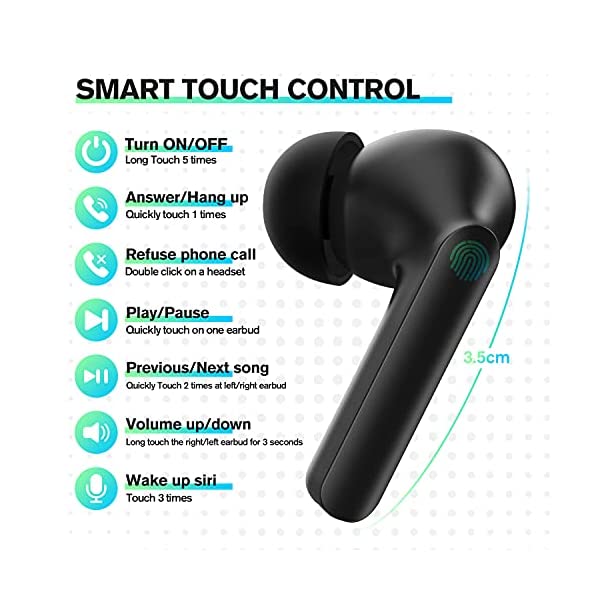 SMART TOUCH CONTROL
Turn ON/OFF
Long Touch 5 times
Answer/Hang up
Quickly touch 1 times
Refuse phone call
Double click on a headset
Play/Pause
Quickly touch on one earbud
Previous/Next song
Quickly Touch 2 times at left/right earbud
Volume up/down
Long touch the right/left earbud for 3 seconds
Wake up siri
Touch 3 times
3.5cm